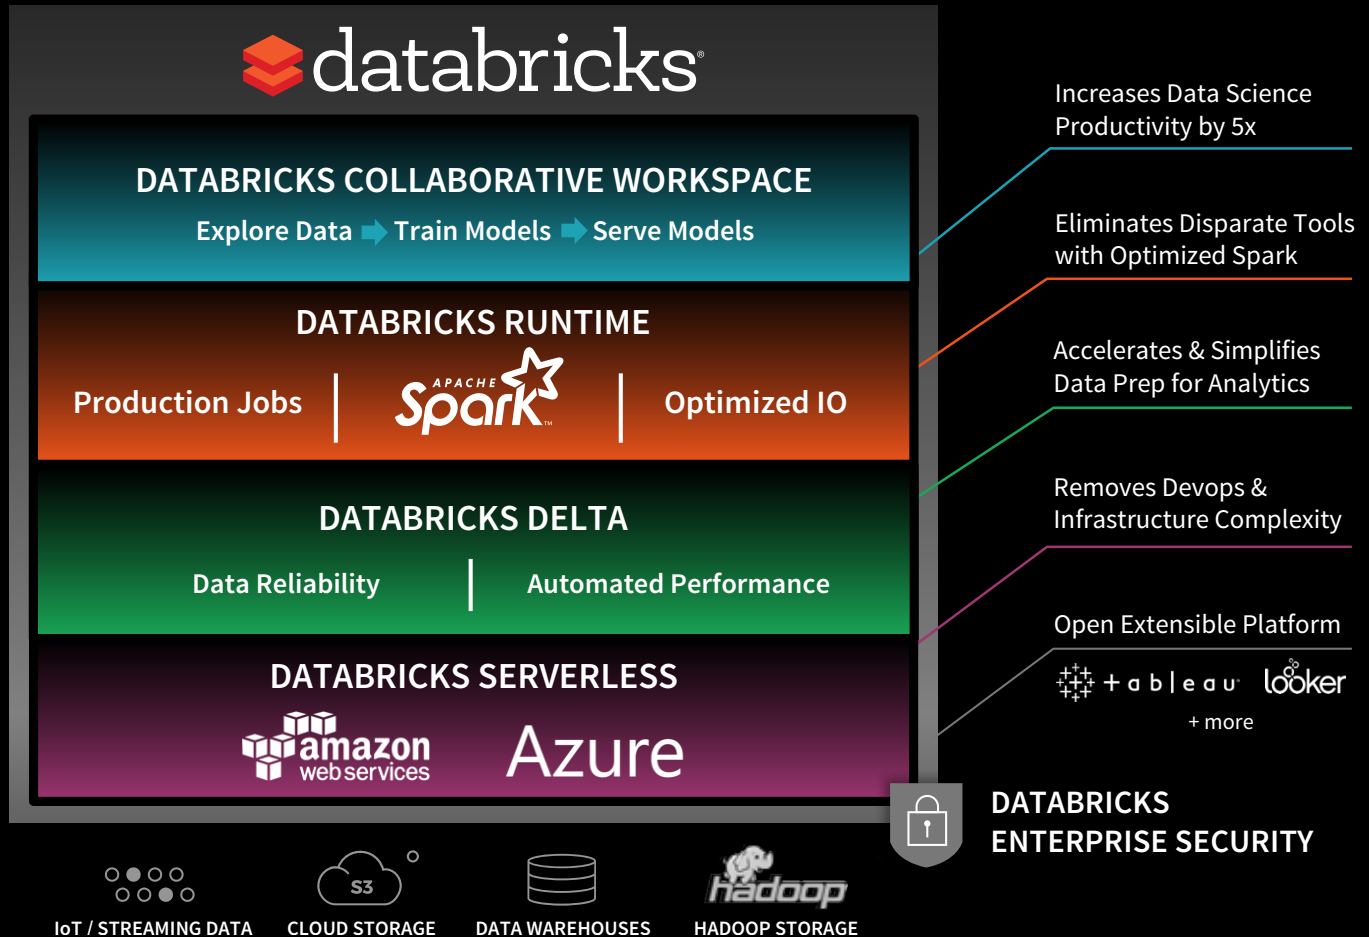 databricks®
DATABRICKS COLLABORATIVE WORKSPACE
Explore Data Train Models Serve Models
DATABRICKS RUNTIME
Production Jobs
APACHE
Spark™
Optimized IO
DATABRICKS DELTA
Data Reliability
Automated Performance
DATABRICKS SERVERLESS
amazon
web services
Azure
Increases Data Science
Productivity by 5x
Eliminates Disparate Tools
with Optimized Spark
Accelerates & Simplifies
Data Prep for Analytics
Removes Devops &
Infrastructure Complexity
Open Extensible Platform
+ a b l e a u
looker
+ more
DATABRICKS
ENTERPRISE SECURITY
S3
hadoop
IoT / STREAMING DATA
CLOUD STORAGE
DATA WAREHOUSES
HADOOP STORAGE